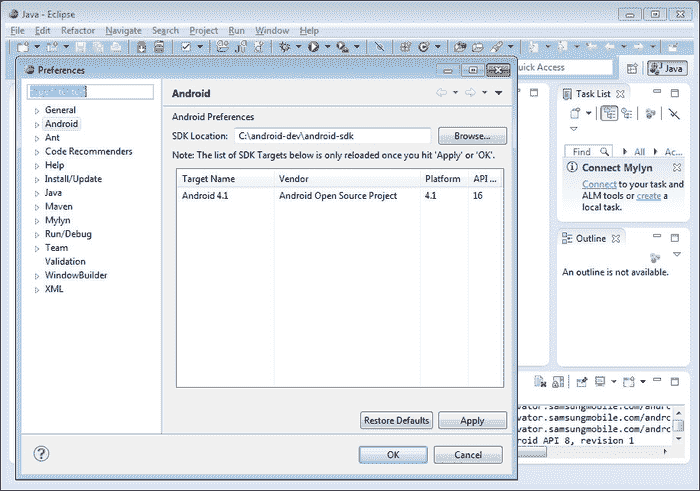 Java - Eclipse
File Edit Refactor Navigate Search Project Run Window Help
Quick Access
Java
Preferences
type filter text
General
Android
Ant
Code Recommenders
Help
Install/Update
Java
Maven
Mylyn
Run/Debug
Team
Validation
WindowBuilder
XML
Android
Android Preferences
SDK Location: C:\android-dev\android-sdk Browse...
Note: The list of SDK Targets below is only reloaded once you hit 'Apply' or 'OK'.
Target Name Vendor Platform API ...
Android 4.1 Android Open Source Project 4.1 16
Restore Defaults Apply
OK Cancel
Task List
Find All Ac...
Connect Mylyn
Connect to your task and
ALM tools or create a
local task.
Outline
An outline is not available.
vator.samsungmobile.com/andrc
vator.samsungmobile.com/andrc
roid API 8, revision 1